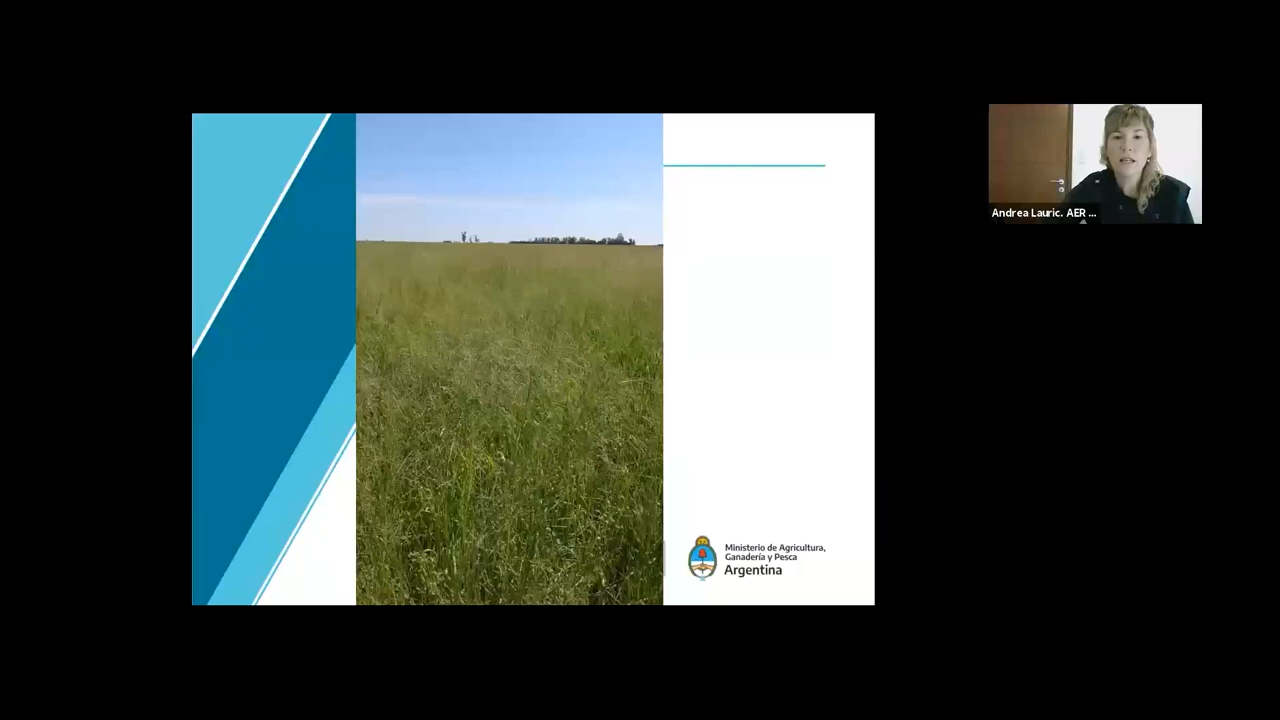 Andrea Lauric. AER ...
Ministerio de Agricultura,
Ganadería y Pesca
Argentina